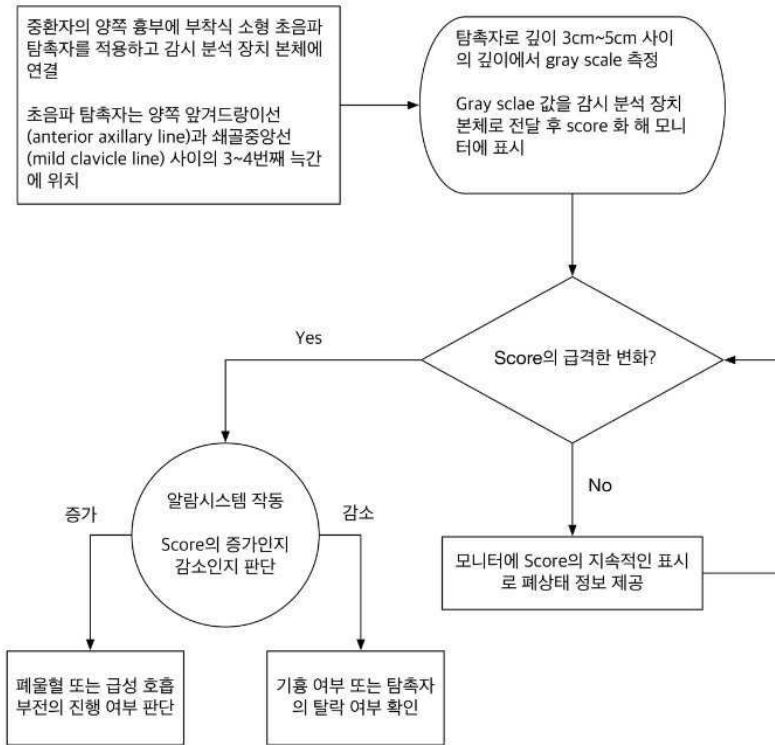 중환자의 양쪽 흉부에 부착식 소형 초음파
탐촉자를 적용하고 감시 분석 장치 본체에
연결
초음파 탐촉자는 양쪽 앞겨드랑이선
(anterior axillary line)과 쇄골중앙선
(mild clavicle line) 사이의 3~4번째 늑간
에 위치
탐촉자로 깊이 3cm~5cm 사이
의 깊이에서 gray scale 측정
Gray sclae 값을 감시 분석 장치
본체로 전달 후 score 화 해 모니
터에 표시
Score의 급격한 변화?
Yes
No
알람시스템 작동
Score의 증가인지
감소인지 판단
증가
감소
모니터에 Score의 지속적인 표시
로 폐상태 정보 제공
폐울혈 또는 급성 호흡
부전의 진행 여부 판단
기흉 여부 또는 탐촉자
의 탈락 여부 확인